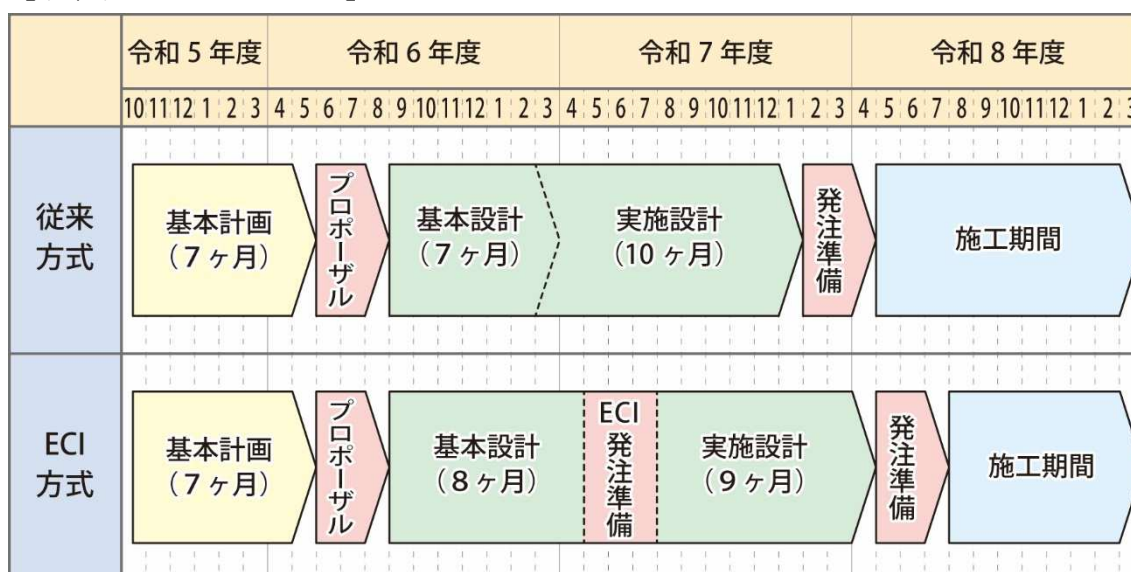 令和5年度 令和6年度 令和7年度 令和8年度
10 11 12 1 2 3 4 5 6 7 8 9 10 11 12 1 2 3 4 5 6 7 8 9 10 11 12 1 2 3 4 5 6 7 8 9 10 11 12 1 2 3
従来
方式
基本計画
(7ヶ月)
プロポーザル
基本設計
(7ヶ月)
実施設計
(10ヶ月)
発注準備
施工期間
ECI
方式
基本計画
(7ヶ月)
プロポーザル
基本設計
(8ヶ月)
ECI
発注準備
実施設計
(9ヶ月)
発注準備
施工期間